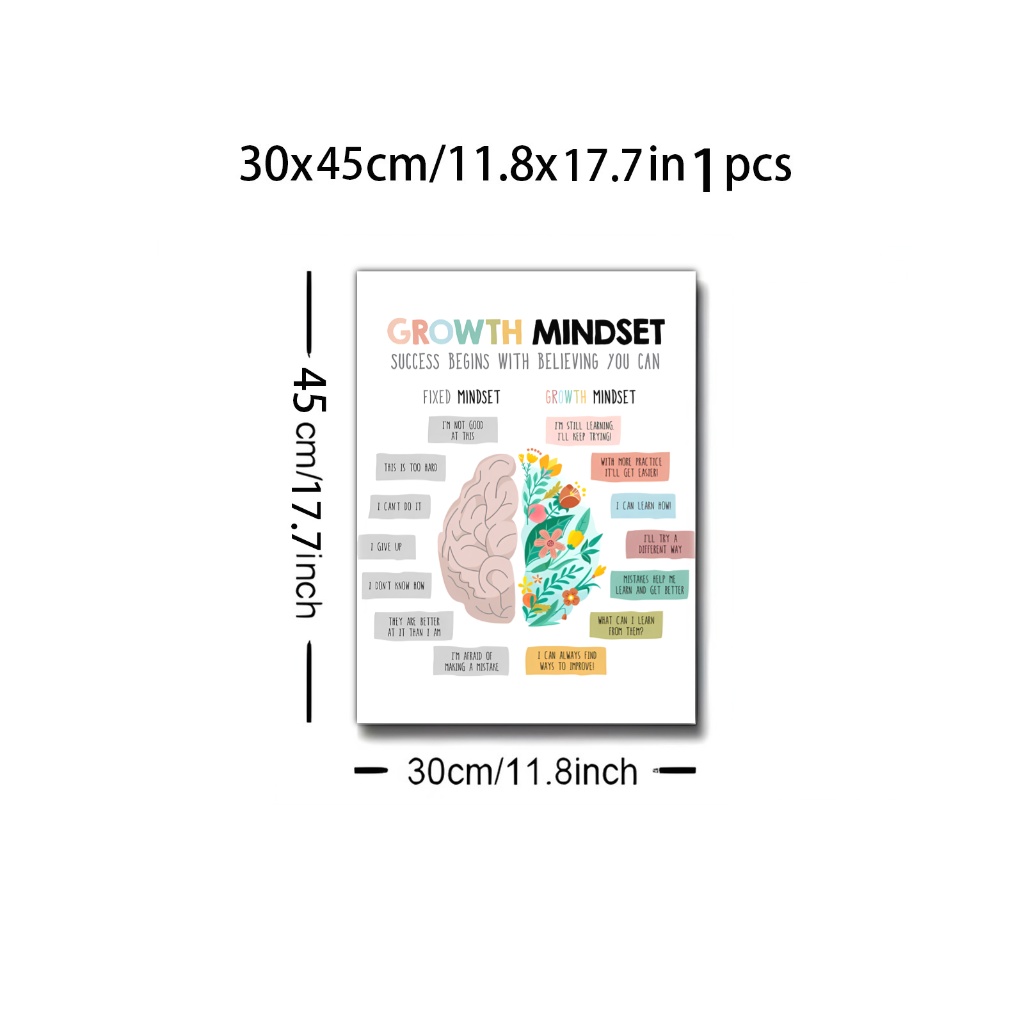 30x45cm/11.8x17.7in 1 pcs
45 cm/17.7inch
GROWTH MINDSET
SUCCESS BEGINS WITH BELIEVING YOU CAN
FIXED MINDSET
I'M NOT GOOD
AT THIS
THIS IS TOO HARD
I CAN'T DO IT
I GIVE UP
I DON'T KNOW HOW
THEY ARE BETTER
AT IT THAN I AM
I'M AFRAID OF
MAKING A MISTAKE
GROWTH MINDSET
I'M STILL LEARNING.
I'LL KEEP TRYING!
WITH MORE PRACTICE
IT'LL GET EASIER!
I CAN LEARN HOW!
I'LL TRY A
DIFFERENT WAY
MISTAKES HELP ME
LEARN AND GET BETTER
WHAT CAN I LEARN
FROM THEM?
I CAN ALWAYS FIND
WAYS TO IMPROVE!
30cm/11.8inch